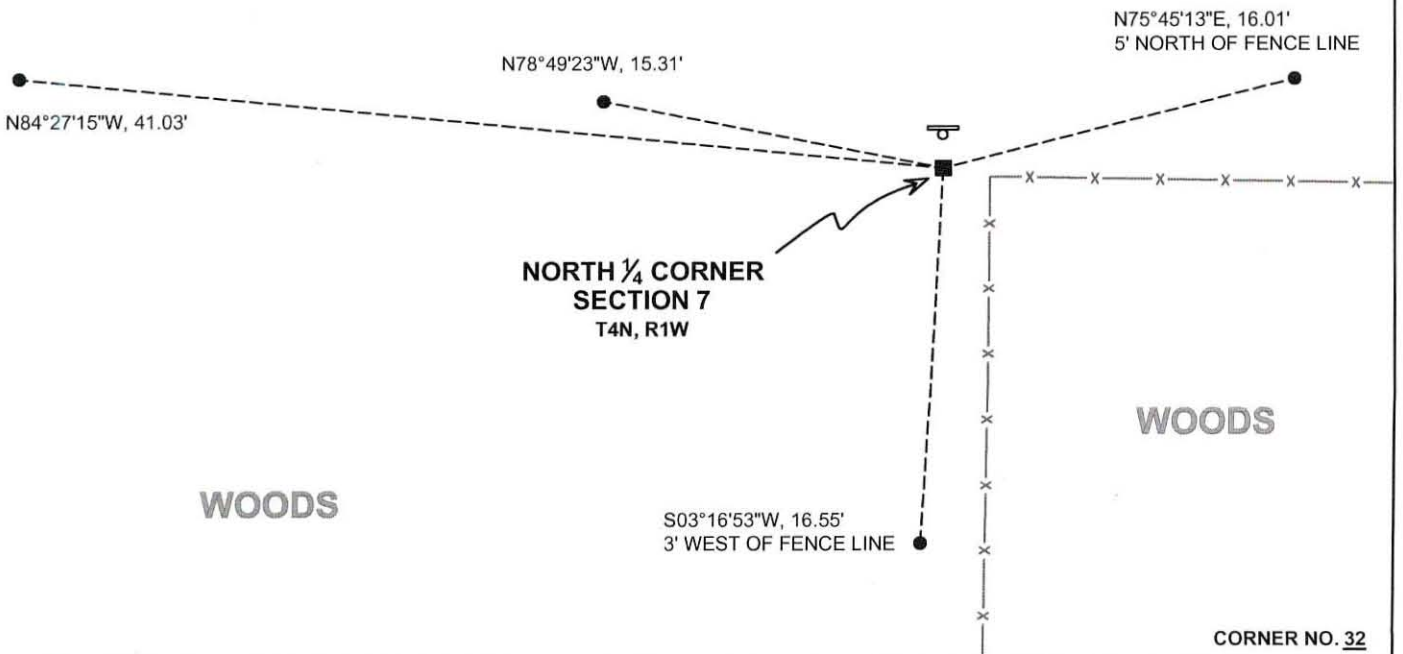 N75°45'13"E, 16.01'
5' NORTH OF FENCE LINE
N78°49'23"W, 15.31'
N84°27'15"W, 41.03'
NORTH ¼ CORNER
SECTION 7
T4N, R1W
WOODS
WOODS
S03°16'53"W, 16.55'
3' WEST OF FENCE LINE
CORNER NO. 32